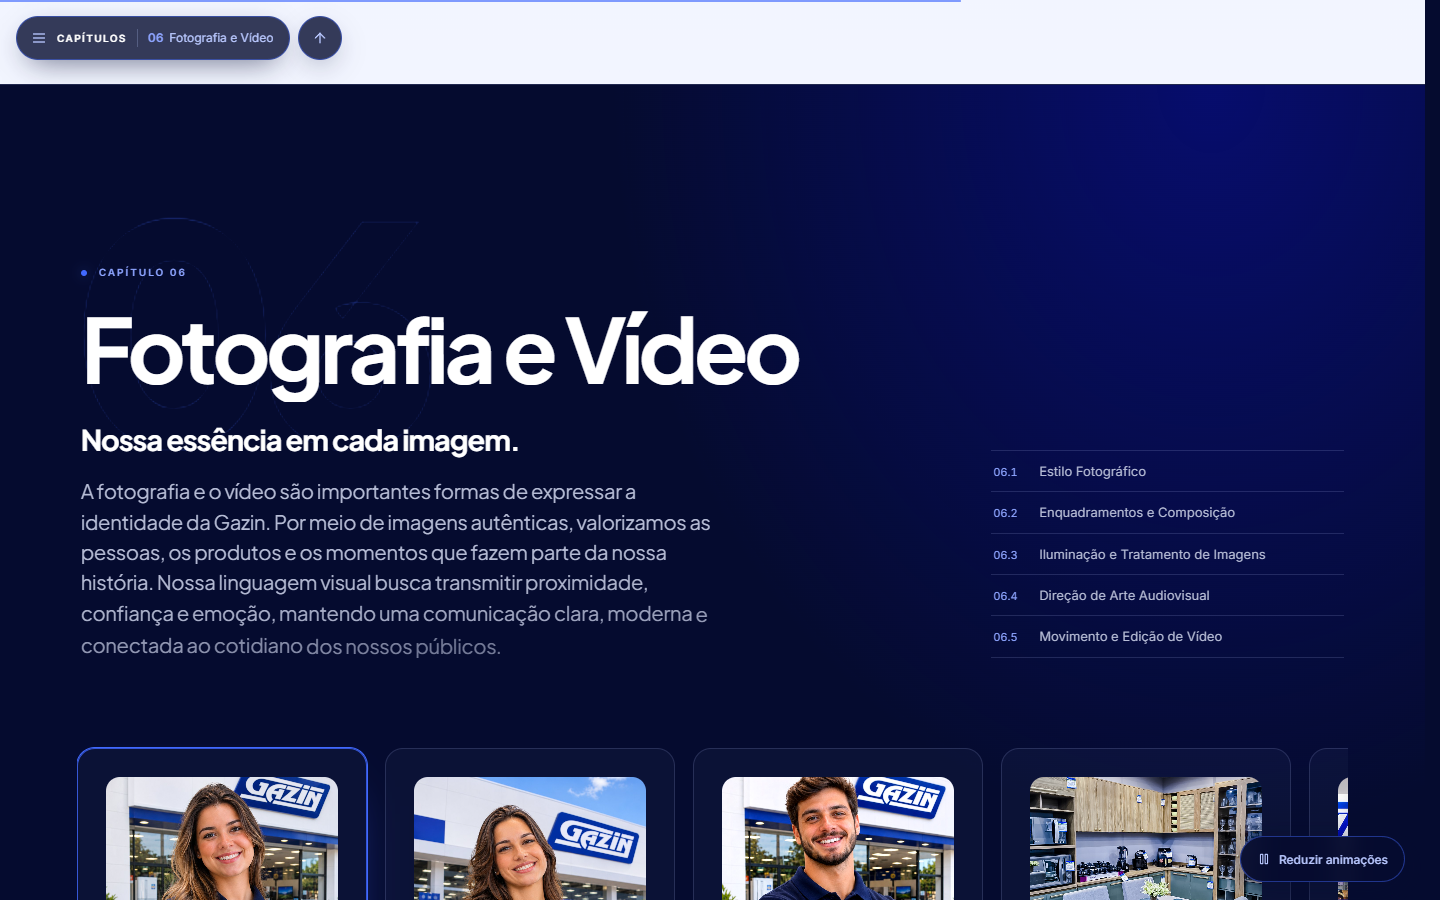 CAPÍTULOS 06 Fotografia e Vídeo
06
CAPÍTULO 06
Fotografia e Vídeo
Nossa essência em cada imagem.
A fotografia e o vídeo são importantes formas de expressar a
identidade da Gazin. Por meio de imagens autênticas, valorizamos as
pessoas, os produtos e os momentos que fazem parte da nossa
história. Nossa linguagem visual busca transmitir proximidade,
confiança e emoção, mantendo uma comunicação clara, moderna e
conectada ao cotidiano dos nossos públicos.
06.1 Estilo Fotográfico
06.2 Enquadramentos e Composição
06.3 Iluminação e Tratamento de Imagens
06.4 Direção de Arte Audiovisual
06.5 Movimento e Edição de Vídeo
GAZIN
GAZIN
GAZIN
Reduzir animações